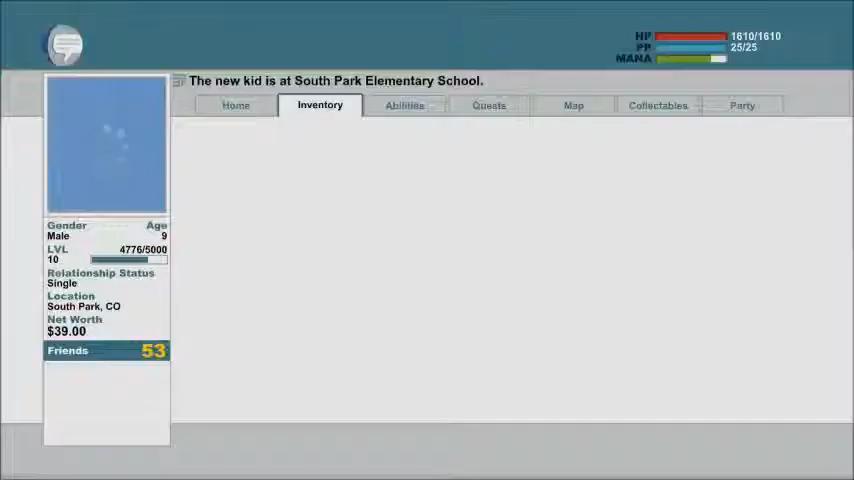 HP 1610/1610
PP 25/25
MANA
The new kid is at South Park Elementary School.
Home Inventory Abilities Quests Map Collectables Party
Gender Age
Male 9
LVL 4776/5000
10
Relationship Status
Single
Location
South Park, CO
Net Worth
$39.00
Friends 53